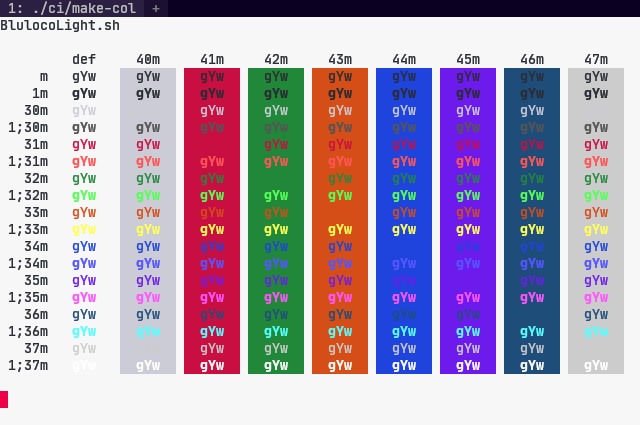 1: ./ci/make-col +
BlulocoLight.sh
def 40m 41m 42m 43m 44m 45m 46m 47m
m gYw gYw gYw gYw gYw gYw gYw gYw gYw
1m gYw gYw gYw gYw gYw gYw gYw gYw gYw
30m gYw gYw gYw gYw gYw gYw gYw
1;30m gYw gYw gYw gYw gYw gYw gYw gYw gYw
31m gYw gYw gYw gYw gYw gYw gYw gYw
1;31m gYw gYw gYw gYw gYw gYw gYw gYw gYw
32m gYw gYw gYw gYw gYw gYw gYw gYw
1;32m gYw gYw gYw gYw gYw gYw gYw gYw gYw
33m gYw gYw gYw gYw gYw gYw gYw gYw
1;33m gYw gYw gYw gYw gYw gYw gYw gYw gYw
34m gYw gYw gYw gYw gYw gYw gYw gYw
1;34m gYw gYw gYw gYw gYw gYw gYw gYw gYw
35m gYw gYw gYw gYw gYw gYw gYw gYw
1;35m gYw gYw gYw gYw gYw gYw gYw gYw gYw
36m gYw gYw gYw gYw gYw gYw gYw gYw
1;36m gYw gYw gYw gYw gYw gYw gYw gYw gYw
37m gYw gYw gYw gYw gYw gYw gYw
1;37m gYw gYw gYw gYw gYw gYw gYw gYw gYw